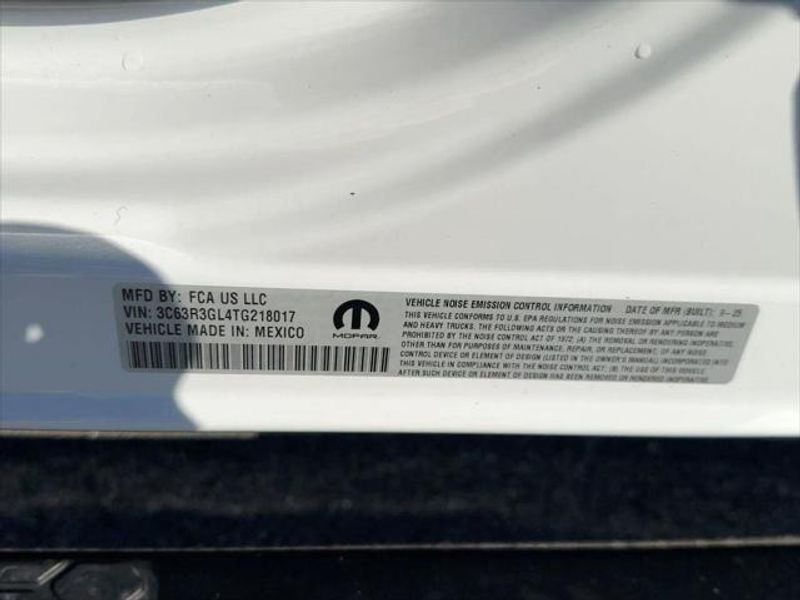 MFD BY: FCA US LLC
VIN: 3C63R3GL4TG218017
VEHICLE MADE IN: MEXICO
MOPAR
VEHICLE NOISE EMISSION CONTROL INFORMATION DATE OF MFR (BUILT): 9-25
THIS VEHICLE CONFORMS TO U.S. EPA REGULATIONS FOR NOISE EMISSION APPLICABLE TO MEDIUM
AND HEAVY TRUCKS. THE FOLLOWING ACTS OR THE CAUSING THEREOF BY ANY PERSON ARE
PROHIBITED BY THE NOISE CONTROL ACT OF 1972; (A) THE REMOVAL OR RENDERING INOPERATIVE,
OTHER THAN FOR PURPOSES OF MAINTENANCE, REPAIR, OR REPLACEMENT, OF ANY NOISE
CONTROL DEVICE OR ELEMENT OF DESIGN (LISTED IN THE OWNER'S MANUAL) INCORPORATED INTO
THIS VEHICLE IN COMPLIANCE WITH THE NOISE CONTROL ACT; (B) THE USE OF THIS VEHICLE
AFTER SUCH DEVICE OR ELEMENT OF DESIGN HAS BEEN REMOVED OR RENDERED INOPERATIVE.